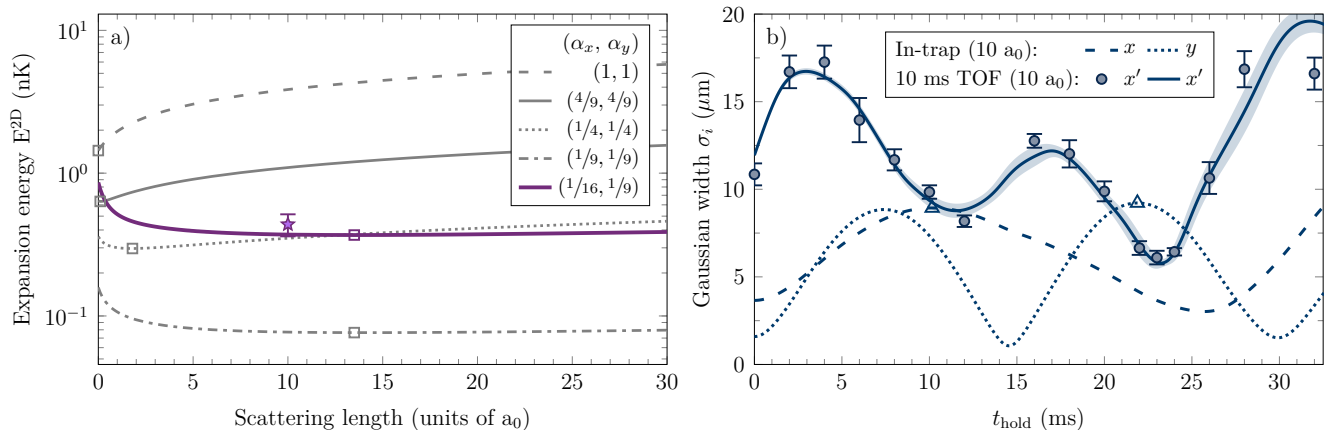 a)
Expansion energy E²ᴰ (nK)
10¹
10⁰
10⁻¹
0 5 10 15 20 25 30
Scattering length (units of a₀)
(αₓ, αᵧ)
(1, 1)
(4/9, 4/9)
(1/4, 1/4)
(1/9, 1/9)
(1/16, 1/9)
b)
Gaussian width σᵢ (μm)
20
15
10
5
0
0 5 10 15 20 25 30
t_hold (ms)
In-trap (10 a₀): x y
10 ms TOF (10 a₀): x′ x′